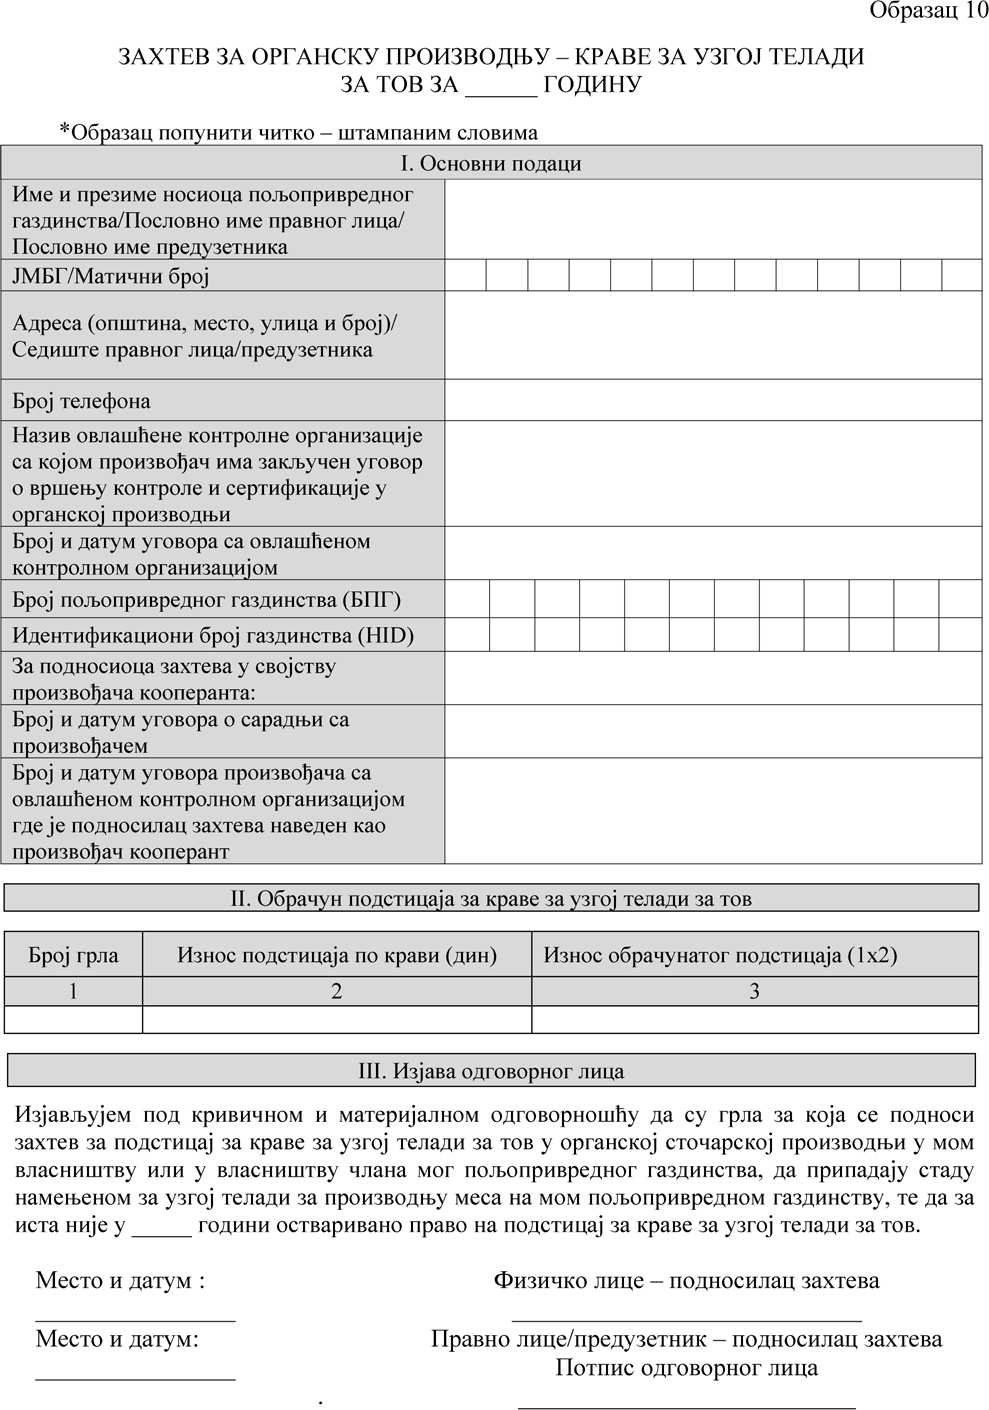 Образац 10
ЗАХТЕВ ЗА ОРГАНСКУ ПРОИЗВОДЊУ – КРАВЕ ЗА УЗГОЈ ТЕЛАДИ
ЗА ТОВ ЗА ______ ГОДИНУ
*Образац попунити читко – штампаним словима
I. Основни подаци
Име и презиме носиоца пољопривредног
газдинства/Пословно име правног лица/
Пословно име предузетника
ЈМБГ/Матични број
Адреса (општина, место, улица и број)/
Седиште правног лица/предузетника
Број телефона
Назив овлашћене контролне организације
са којом произвођач има закључен уговор
о вршењу контроле и сертификације у
органској производњи
Број и датум уговора са овлашћеном
контролном организацијом
Број пољопривредног газдинства (БПГ)
Идентификациони број газдинства (HID)
За подносиоца захтева у својству
произвођача кооперанта:
Број и датум уговора о сарадњи са
произвођачем
Број и датум уговора произвођача са
овлашћеном контролном организацијом
где је подносилац захтева наведен као
произвођач кооперант
II. Обрачун подстицаја за краве за узгој телади за тов
Број грла Износ подстицаја по крави (дин) Износ обрачунатог подстицаја (1x2)
1 2 3
III. Изјава одговорног лица
Изјављујем под кривичном и материјалном одговорношћу да су грла за која се подноси
захтев за подстицај за краве за узгој телади за тов у органској сточарској производњи у мом
власништву или у власништву члана мог пољопривредног газдинства, да припадају стаду
намењеном за узгој телади за производњу меса на мом пољопривредном газдинству, те да за
иста није у _____ години остваривано право на подстицај за краве за узгој телади за тов.
Место и датум : Физичко лице – подносилац захтева
________________ ____________________________
Место и датум: Правно лице/предузетник – подносилац захтева
________________ Потпис одговорног лица
. ___________________________